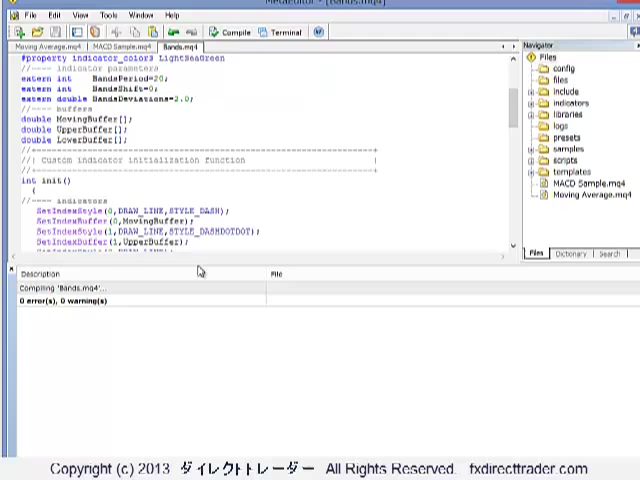 MetaEditor - [Bands.mq4]
File Edit View Tools Window Help
Compile Terminal
Moving Average.mq4 MACD Sample.mq4 Bands.mq4
#property indicator_color3 LightSeaGreen
//---- indicator parameters
extern int BandsPeriod=20;
extern int BandsShift=0;
extern double BandsDeviations=2.0;
//---- buffers
double MovingBuffer[];
double UpperBuffer[];
double LowerBuffer[];
//+------------------------------------------------------------------+
//| Custom indicator initialization function |
//+------------------------------------------------------------------+
int init()
{
//---- indicators
SetIndexStyle(0,DRAW_LINE,STYLE_DASH);
SetIndexBuffer(0,MovingBuffer);
SetIndexStyle(1,DRAW_LINE,STYLE_DASHDOTDOT);
SetIndexBuffer(1,UpperBuffer);
Navigator
Files
config
files
include
indicators
libraries
logs
presets
samples
scripts
templates
MACD Sample.mq4
Moving Average.mq4
Files Dictionary Search
Description File
Compiling 'Bands.mq4'...
0 error(s), 0 warning(s)
Copyright (c) 2013 ダイレクトトレーダー All Rights Reserved. fxdirecttrader.com